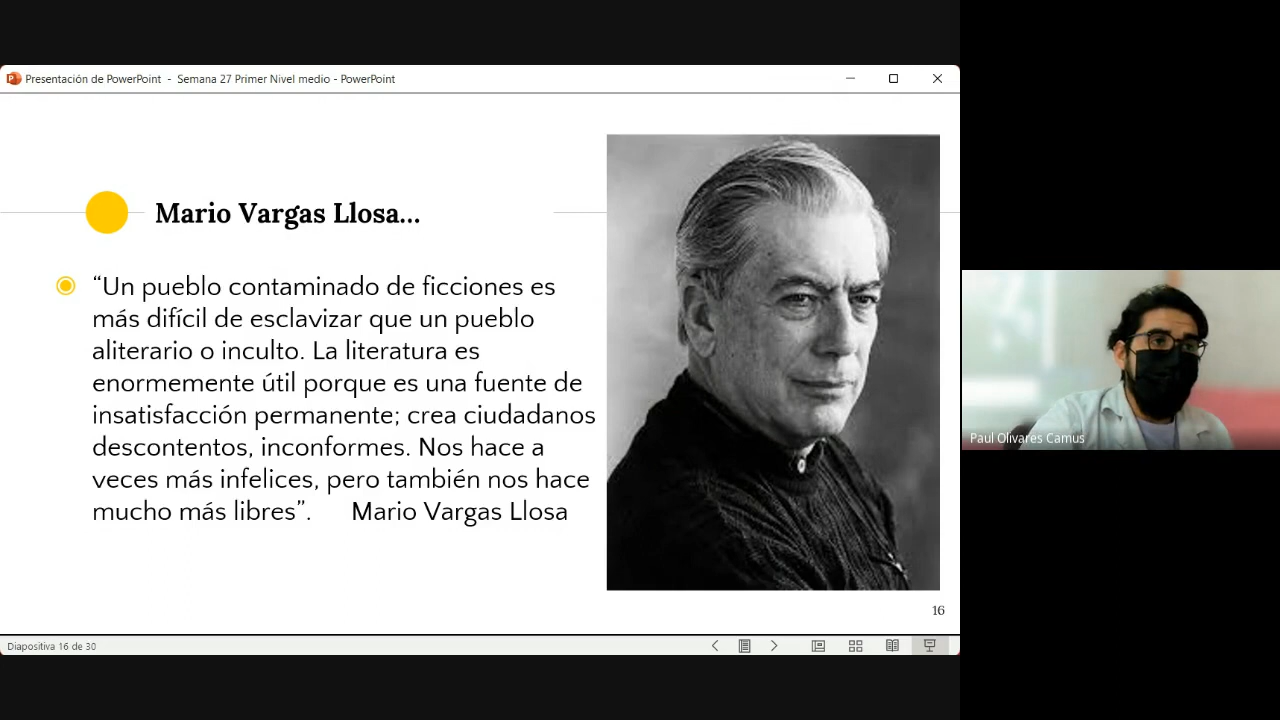 Presentación de PowerPoint - Semana 27 Primer Nivel medio - PowerPoint
Mario Vargas Llosa...
“Un pueblo contaminado de ficciones es
más difícil de esclavizar que un pueblo
aliterario o inculto. La literatura es
enormemente útil porque es una fuente de
insatisfacción permanente; crea ciudadanos
descontentos, inconformes. Nos hace a
veces más infelices, pero también nos hace
mucho más libres”. Mario Vargas Llosa
16
Diapositiva 16 de 30
Paul Olivares Camus